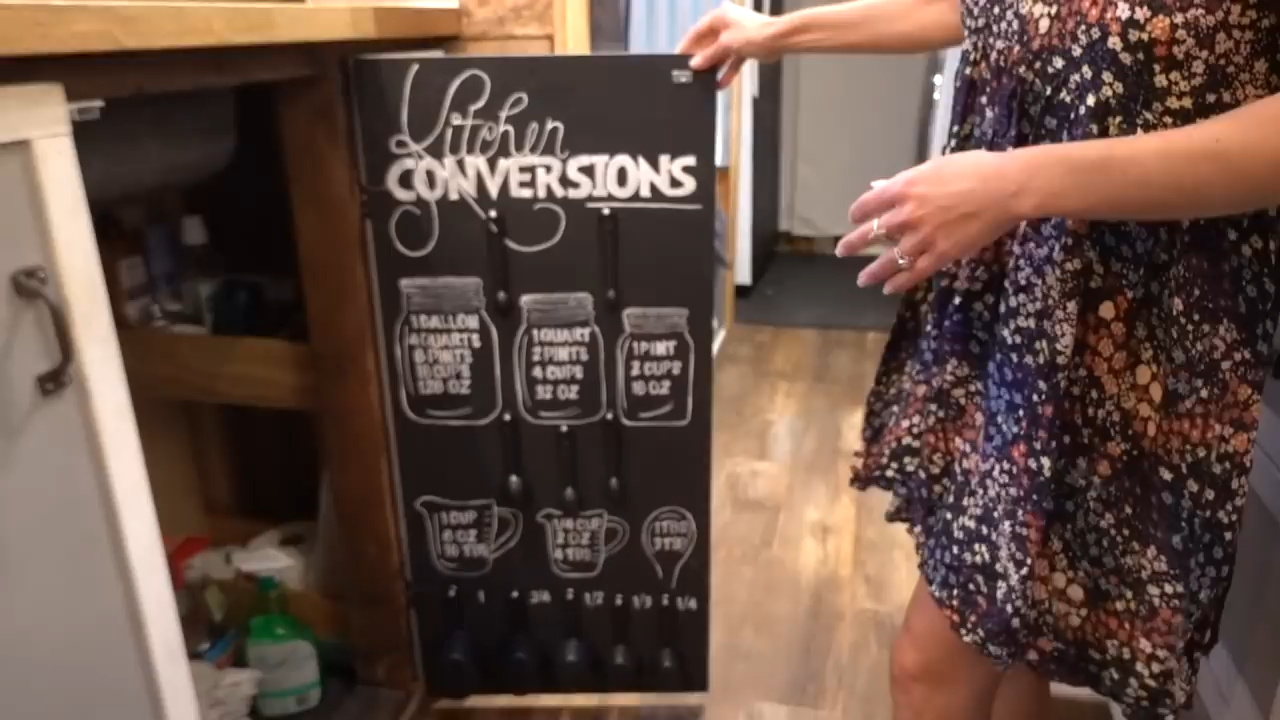 Kitchen
CONVERSIONS
1 GALLON
4 QUARTS
8 PINTS
16 CUPS
128 OZ
1 QUART
2 PINTS
4 CUPS
32 OZ
1 PINT
2 CUPS
16 OZ
1 CUP
8 OZ
16 TBS
1/4 CUP
2 OZ
4 TBS
1 TBS
3 TSP
1 3/4 1/2 1/3 1/4